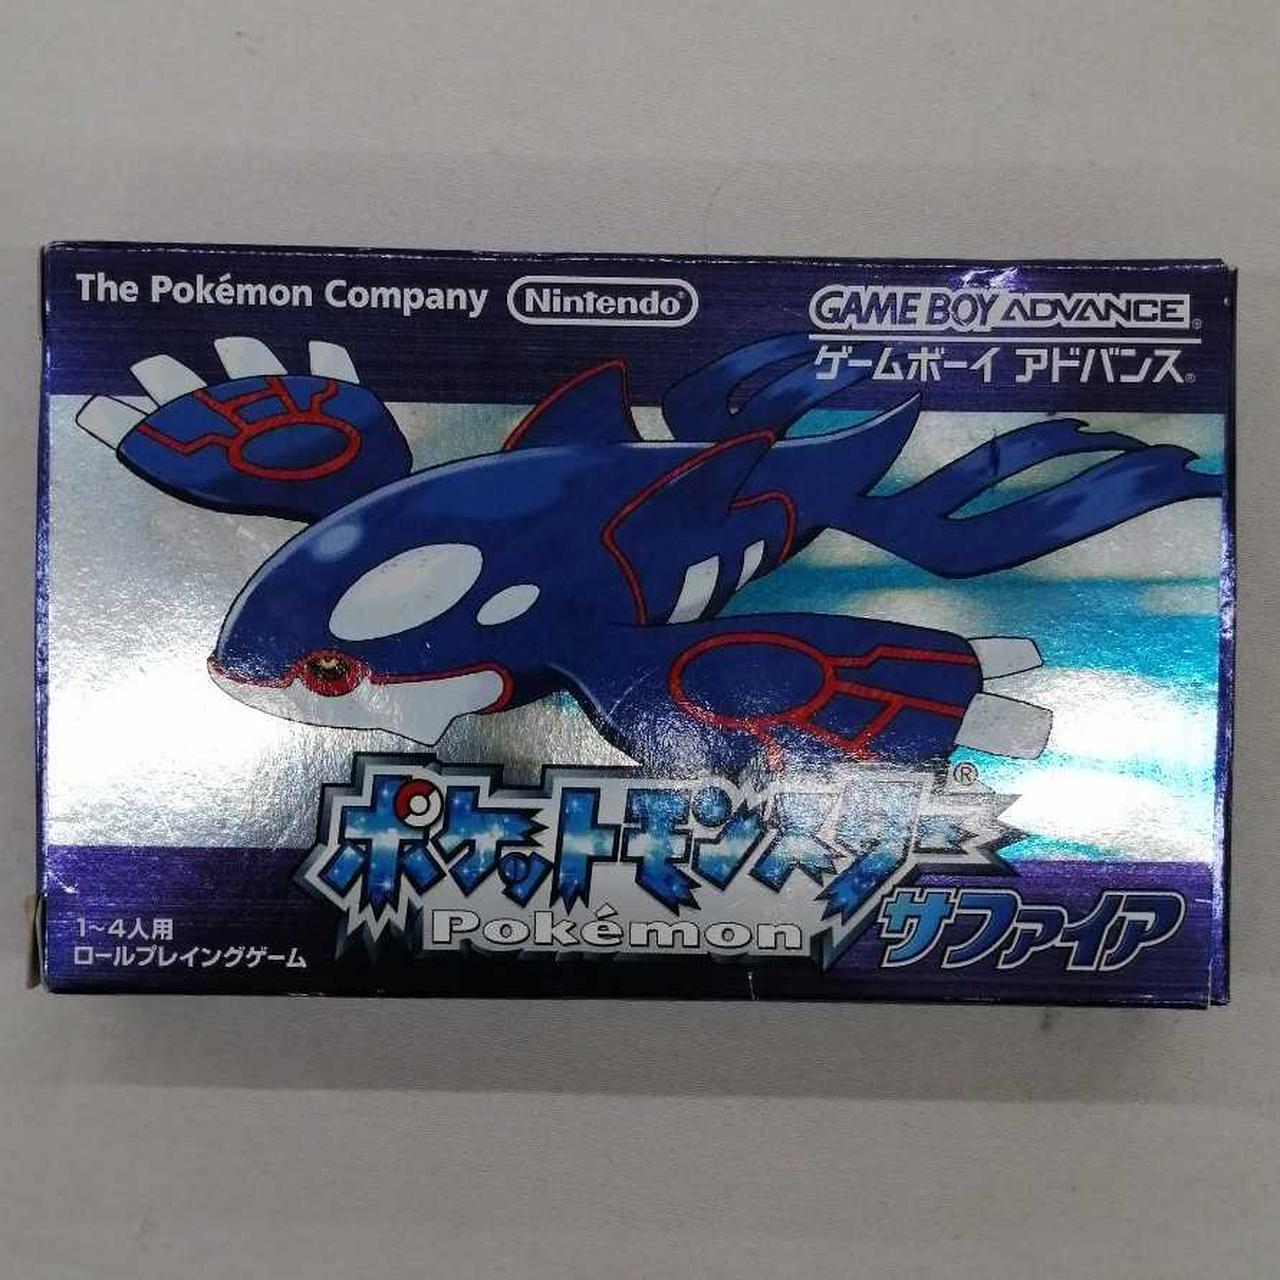 The Pokémon Company Nintendo®
GAME BOY ADVANCE®
ゲームボーイ アドバンス®
ポケットモンスター®
Pokémon
サファイア
1~4人用
ロールプレイングゲーム